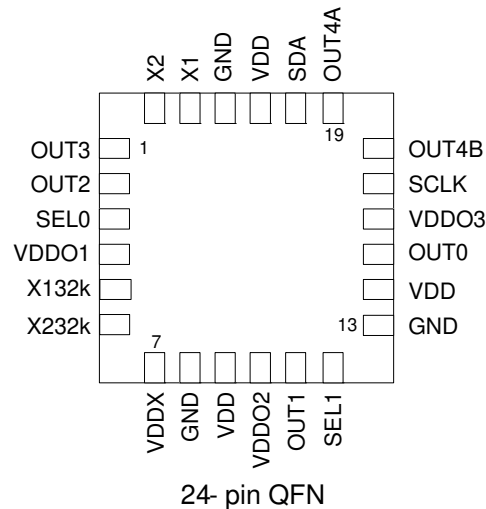 X2 X1 GND VDD SDA OUT4A
1 19
OUT3 OUT4B
OUT2 SCLK
SEL0 VDDO3
VDDO1 OUT0
X132k VDD
X232k 13 GND
7
VDDX GND VDD VDDO2 OUT1 SEL1
24- pin QFN